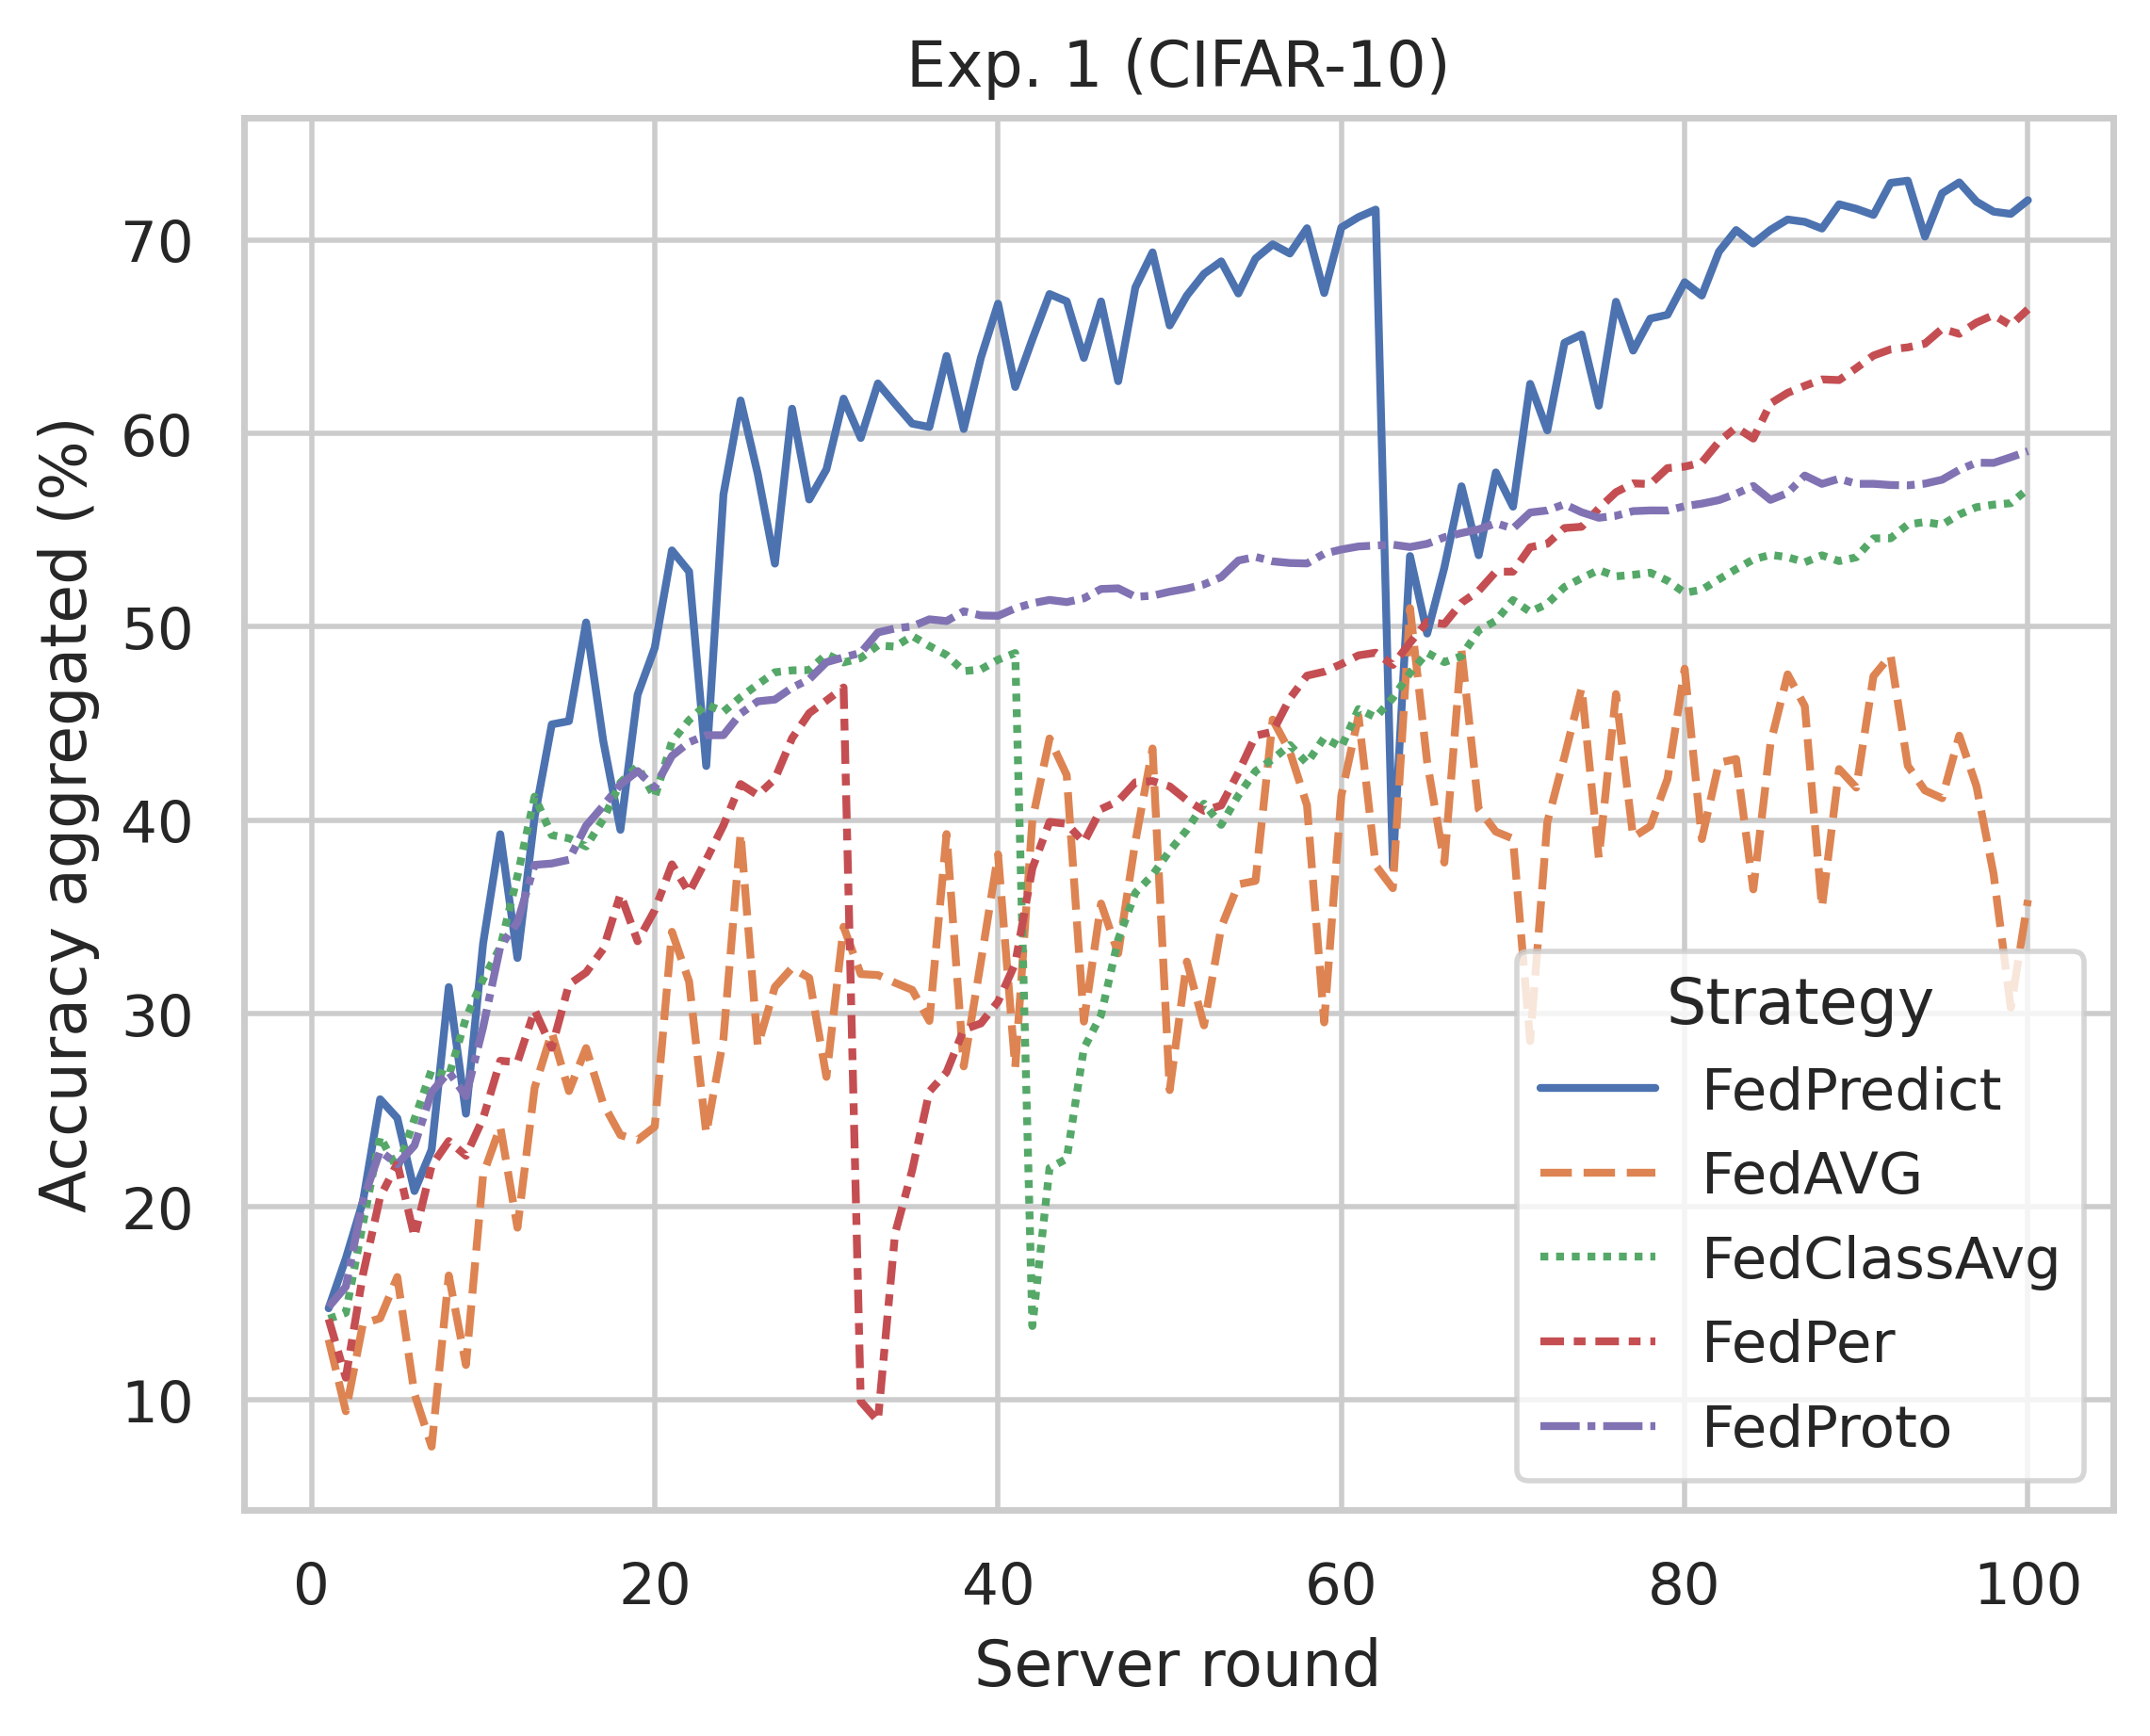 Exp. 1 (CIFAR-10)
Accuracy aggregated (%)
70
60
50
40
30
20
10
Strategy
FedPredict
FedAVG
FedClassAvg
FedPer
FedProto
0 20 40 60 80 100
Server round